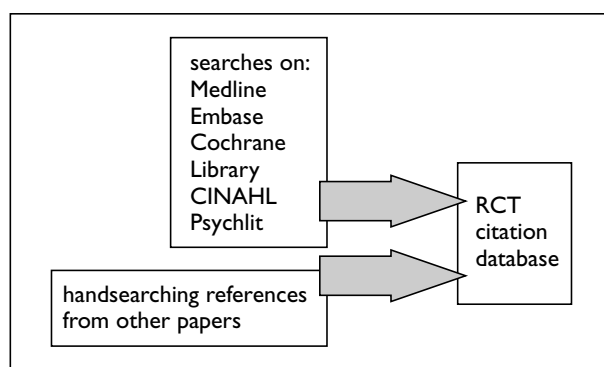 searches on:
Medline
Embase
Cochrane
Library
CINAHL
Psychlit
RCT
citation
database
handsearching references
from other papers